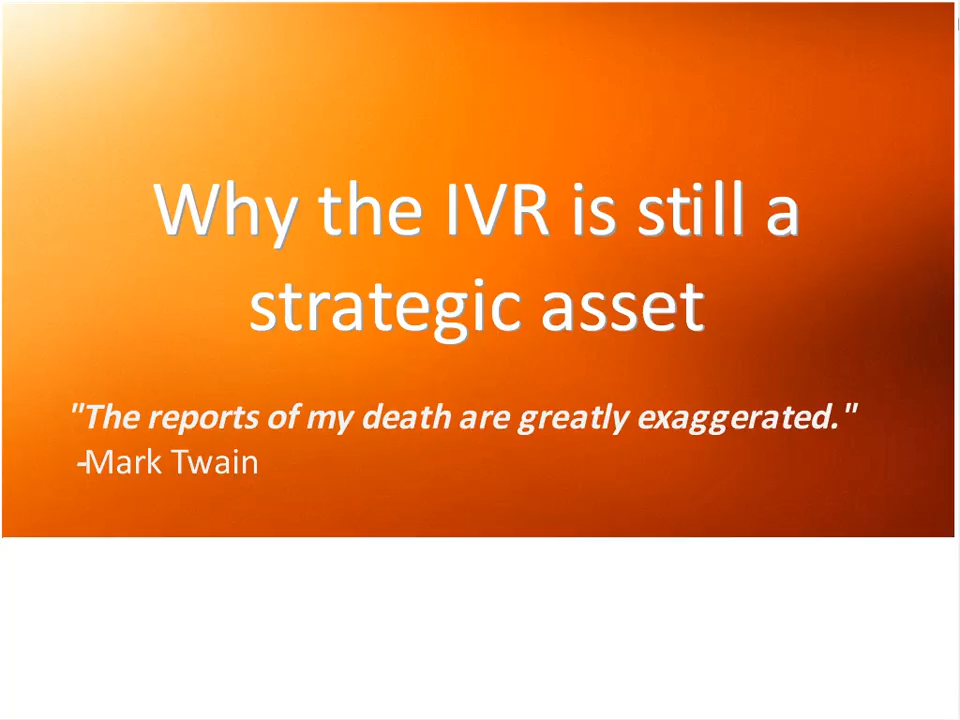 Why the IVR is still a
strategic asset
"The reports of my death are greatly exaggerated."
-Mark Twain